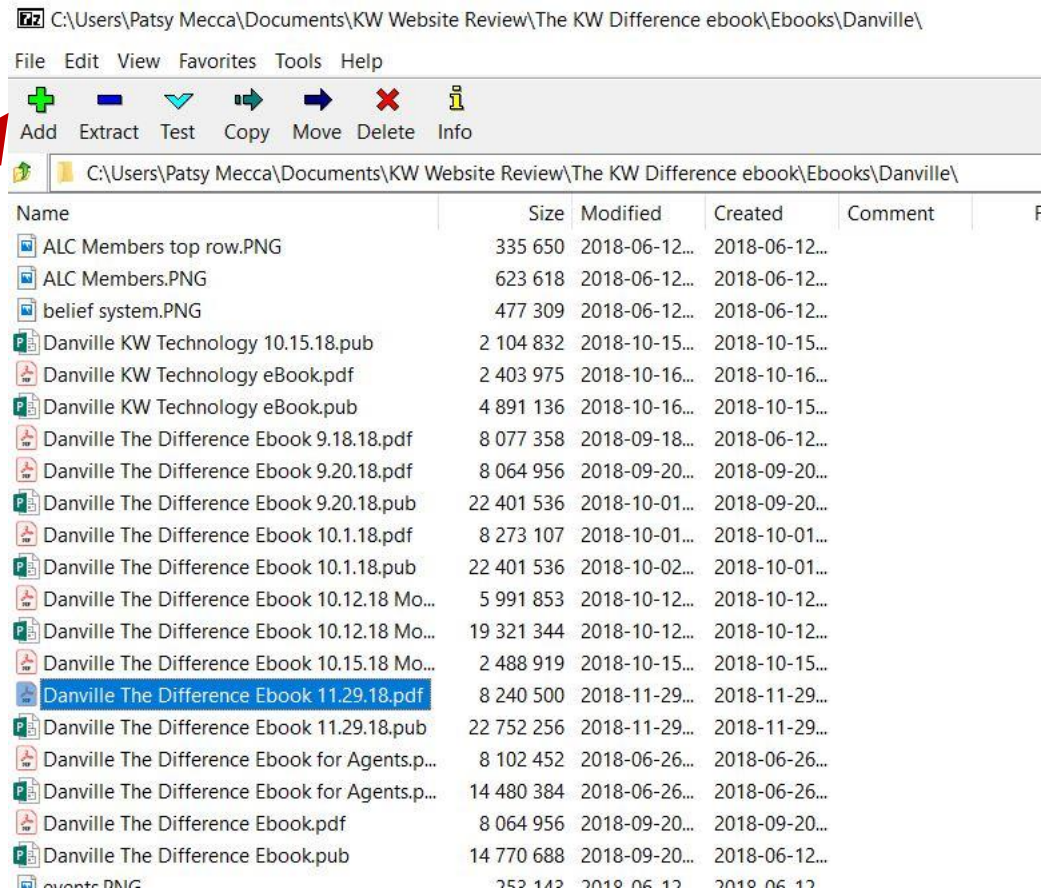 7z C:\Users\Patsy Mecca\Documents\KW Website Review\The KW Difference ebook\Ebooks\Danville\
File Edit View Favorites Tools Help
Add Extract Test Copy Move Delete Info
C:\Users\Patsy Mecca\Documents\KW Website Review\The KW Difference ebook\Ebooks\Danville\
Name Size Modified Created Comment F
ALC Members top row.PNG 335 650 2018-06-12... 2018-06-12...
ALC Members.PNG 623 618 2018-06-12... 2018-06-12...
belief system.PNG 477 309 2018-06-12... 2018-06-12...
Danville KW Technology 10.15.18.pub 2 104 832 2018-10-15... 2018-10-15...
Danville KW Technology eBook.pdf 2 403 975 2018-10-16... 2018-10-16...
Danville KW Technology eBook.pub 4 891 136 2018-10-16... 2018-10-15...
Danville The Difference Ebook 9.18.18.pdf 8 077 358 2018-09-18... 2018-06-12...
Danville The Difference Ebook 9.20.18.pdf 8 064 956 2018-09-20... 2018-09-20...
Danville The Difference Ebook 9.20.18.pub 22 401 536 2018-10-01... 2018-09-20...
Danville The Difference Ebook 10.1.18.pdf 8 273 107 2018-10-01... 2018-10-01...
Danville The Difference Ebook 10.1.18.pub 22 401 536 2018-10-02... 2018-10-01...
Danville The Difference Ebook 10.12.18 Mo... 5 991 853 2018-10-12... 2018-10-12...
Danville The Difference Ebook 10.12.18 Mo... 19 321 344 2018-10-12... 2018-10-12...
Danville The Difference Ebook 10.15.18 Mo... 2 488 919 2018-10-15... 2018-10-15...
Danville The Difference Ebook 11.29.18.pdf 8 240 500 2018-11-29... 2018-11-29...
Danville The Difference Ebook 11.29.18.pub 22 752 256 2018-11-29... 2018-11-29...
Danville The Difference Ebook for Agents.p... 8 102 452 2018-06-26... 2018-06-26...
Danville The Difference Ebook for Agents.p... 14 480 384 2018-06-26... 2018-06-26...
Danville The Difference Ebook.pdf 8 064 956 2018-09-20... 2018-09-20...
Danville The Difference Ebook.pub 14 770 688 2018-09-20... 2018-06-12...
events.PNG 253 143 2018-06-12... 2018-06-12...